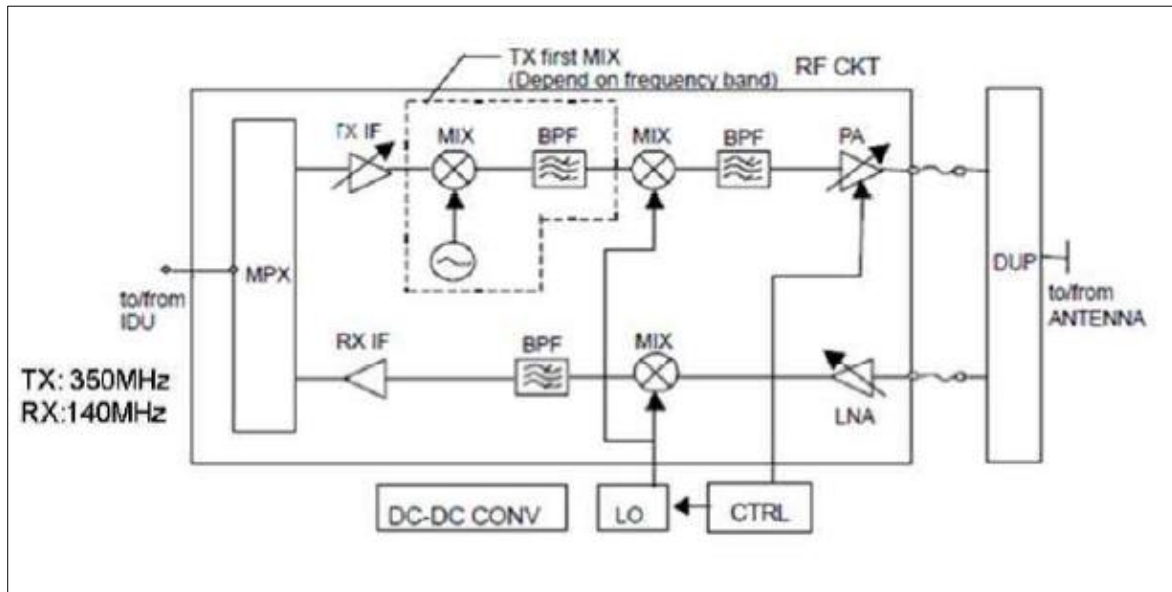 TX first MIX
(Depend on frequency band)
RF CKT
TX IF
MIX
BPF
MIX
BPF
PA
MPX
DUP
to/from
IDU
to/from
ANTENNA
RX IF
BPF
MIX
LNA
TX: 350MHz
RX:140MHz
DC-DC CONV
LO
CTRL